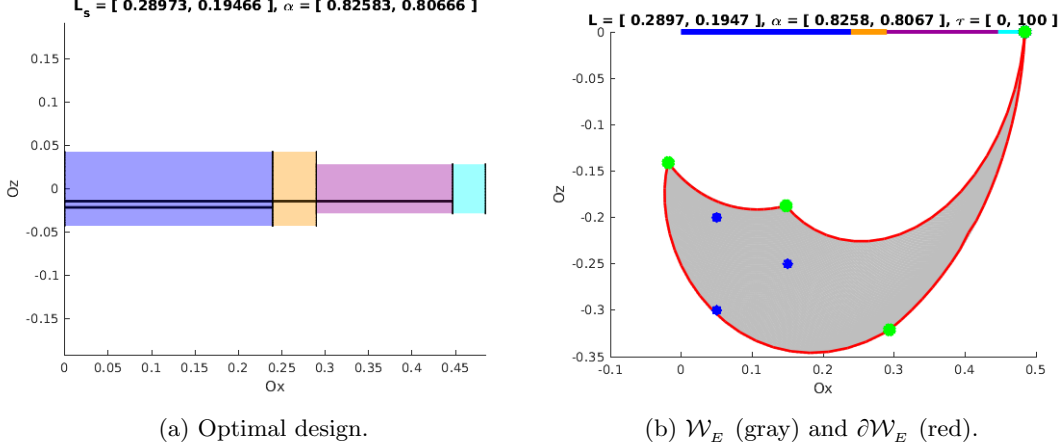 L_s = [ 0.28973, 0.19466 ], α = [ 0.82583, 0.80666 ]
0.15
0.1
0.05
0
-0.05
-0.1
-0.15
Oz
0 0.05 0.1 0.15 0.2 0.25 0.3 0.35 0.4 0.45
Ox
(a) Optimal design.
L = [ 0.2897, 0.1947 ], α = [ 0.8258, 0.8067 ], τ = [ 0, 100 ]
0
-0.05
-0.1
-0.15
-0.2
-0.25
-0.3
-0.35
Oz
-0.1 0 0.1 0.2 0.3 0.4 0.5
Ox
(b) 𝒲_E (gray) and ∂𝒲_E (red).